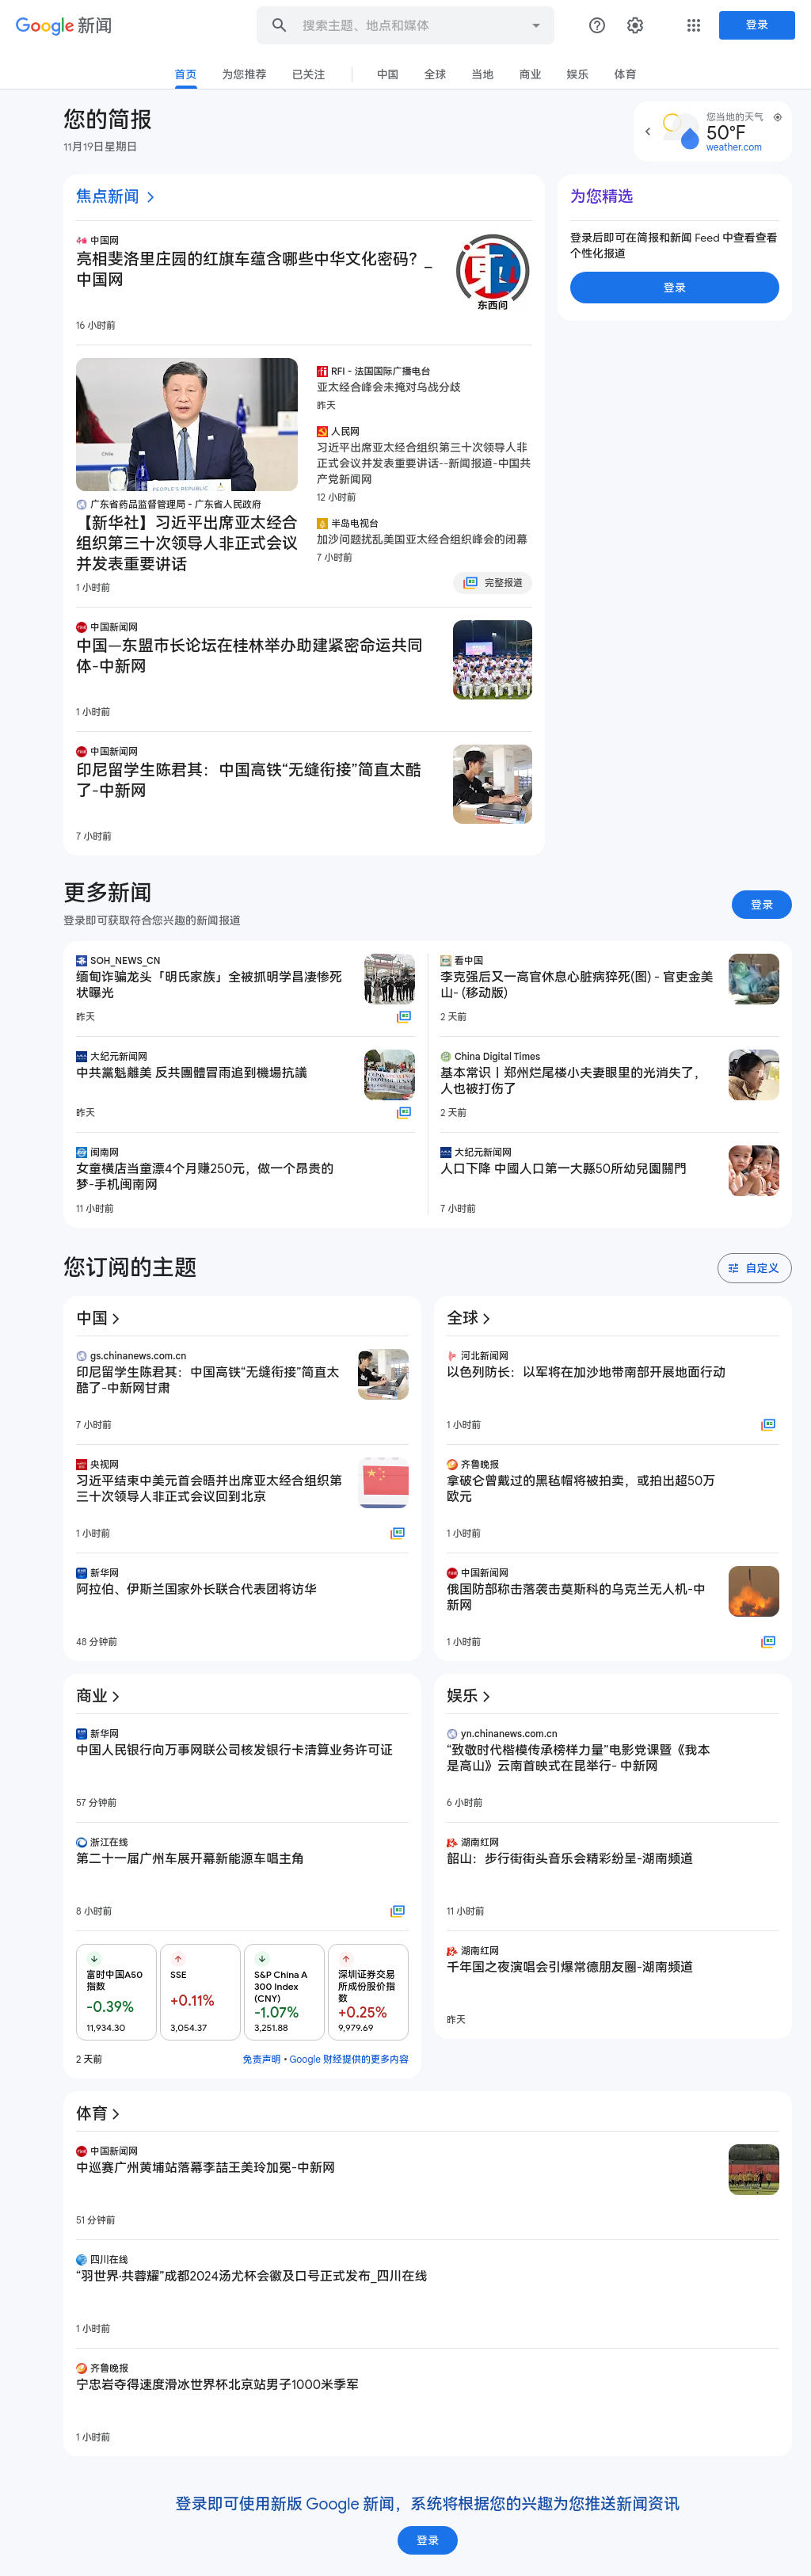 Google 新闻
搜索主题、地点和媒体
登录
首页
为您推荐
已关注
中国
全球
当地
商业
娱乐
体育
您的简报
11月19日星期日
您当地的天气
50°F
weather.com
焦点新闻
中国网
亮相斐洛里庄园的红旗车蕴含哪些中华文化密码？_
中国网
16 小时前
东西问
为您精选
登录后即可在简报和新闻 Feed 中查看查看
个性化报道
登录
Chile
PEOPLE'S REPUBLIC
广东省药品监督管理局 - 广东省人民政府
【新华社】习近平出席亚太经合
组织第三十次领导人非正式会议
并发表重要讲话
1 小时前
RFI - 法国国际广播电台
亚太经合峰会未掩对乌战分歧
昨天
人民网
习近平出席亚太经合组织第三十次领导人非
正式会议并发表重要讲话--新闻报道-中国共
产党新闻网
12 小时前
半岛电视台
加沙问题扰乱美国亚太经合组织峰会的闭幕
7 小时前
完整报道
中国新闻网
中国—东盟市长论坛在桂林举办助建紧密命运共同
体-中新网
1 小时前
中国新闻网
印尼留学生陈君其：中国高铁“无缝衔接”简直太酷
了-中新网
7 小时前
更多新闻
登录即可获取符合您兴趣的新闻报道
登录
SOH_NEWS_CN
缅甸诈骗龙头「明氏家族」全被抓明学昌凄惨死
状曝光
昨天
大纪元新闻网
中共黨魁離美 反共團體冒雨追到機場抗議
昨天
闽南网
女童横店当童漂4个月赚250元，做一个昂贵的
梦-手机闽南网
11 小时前
看中国
李克强后又一高官休息心脏病猝死(图) - 官吏金美
山- (移动版)
2 天前
China Digital Times
基本常识丨郑州烂尾楼小夫妻眼里的光消失了，
人也被打伤了
2 天前
大纪元新闻网
人口下降 中國人口第一大縣50所幼兒園關門
7 小时前
您订阅的主题
自定义
中国
gs.chinanews.com.cn
印尼留学生陈君其：中国高铁“无缝衔接”简直太
酷了-中新网甘肃
7 小时前
央视网
习近平结束中美元首会晤并出席亚太经合组织第
三十次领导人非正式会议回到北京
1 小时前
新华网
阿拉伯、伊斯兰国家外长联合代表团将访华
48 分钟前
全球
河北新闻网
以色列防长：以军将在加沙地带南部开展地面行动
1 小时前
齐鲁晚报
拿破仑曾戴过的黑毡帽将被拍卖，或拍出超50万
欧元
1 小时前
中国新闻网
俄国防部称击落袭击莫斯科的乌克兰无人机-中
新网
1 小时前
商业
新华网
中国人民银行向万事网联公司核发银行卡清算业务许可证
57 分钟前
浙江在线
第二十一届广州车展开幕新能源车唱主角
8 小时前
富时中国A50
指数
-0.39%
11,934.30
SSE
+0.11%
3,054.37
S&P China A
300 Index
(CNY)
-1.07%
3,251.88
深圳证券交易
所成份股价指
数
+0.25%
9,979.69
2 天前
免责声明 • Google 财经提供的更多内容
娱乐
yn.chinanews.com.cn
“致敬时代楷模传承榜样力量”电影党课暨《我本
是高山》云南首映式在昆举行- 中新网
6 小时前
湖南红网
韶山：步行街街头音乐会精彩纷呈-湖南频道
11 小时前
湖南红网
千年国之夜演唱会引爆常德朋友圈-湖南频道
昨天
体育
中国新闻网
中巡赛广州黄埔站落幕李喆王美玲加冕-中新网
51 分钟前
四川在线
“羽世界·共蓉耀”成都2024汤尤杯会徽及口号正式发布_四川在线
1 小时前
齐鲁晚报
宁忠岩夺得速度滑冰世界杯北京站男子1000米季军
1 小时前
登录即可使用新版 Google 新闻，系统将根据您的兴趣为您推送新闻资讯
登录